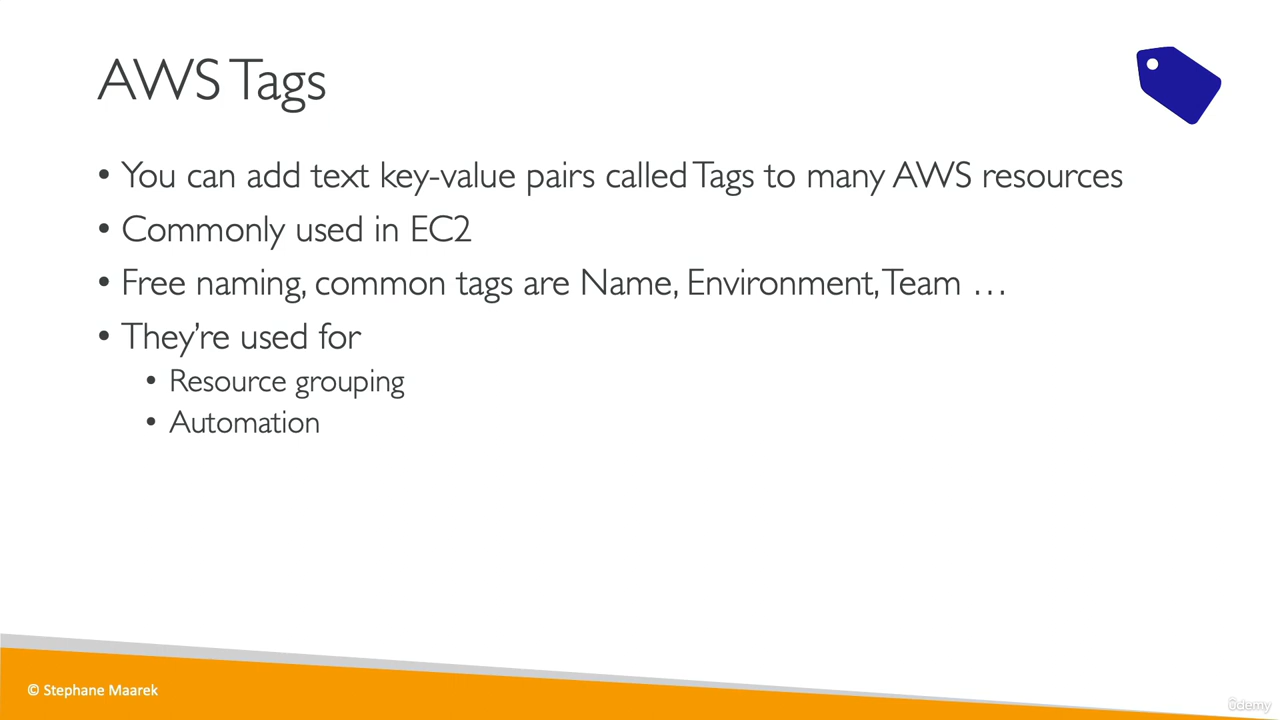 AWS Tags
• You can add text key-value pairs called Tags to many AWS resources
• Commonly used in EC2
• Free naming, common tags are Name, Environment, Team …
• They’re used for
• Resource grouping
• Automation
© Stephane Maarek
ûdemy